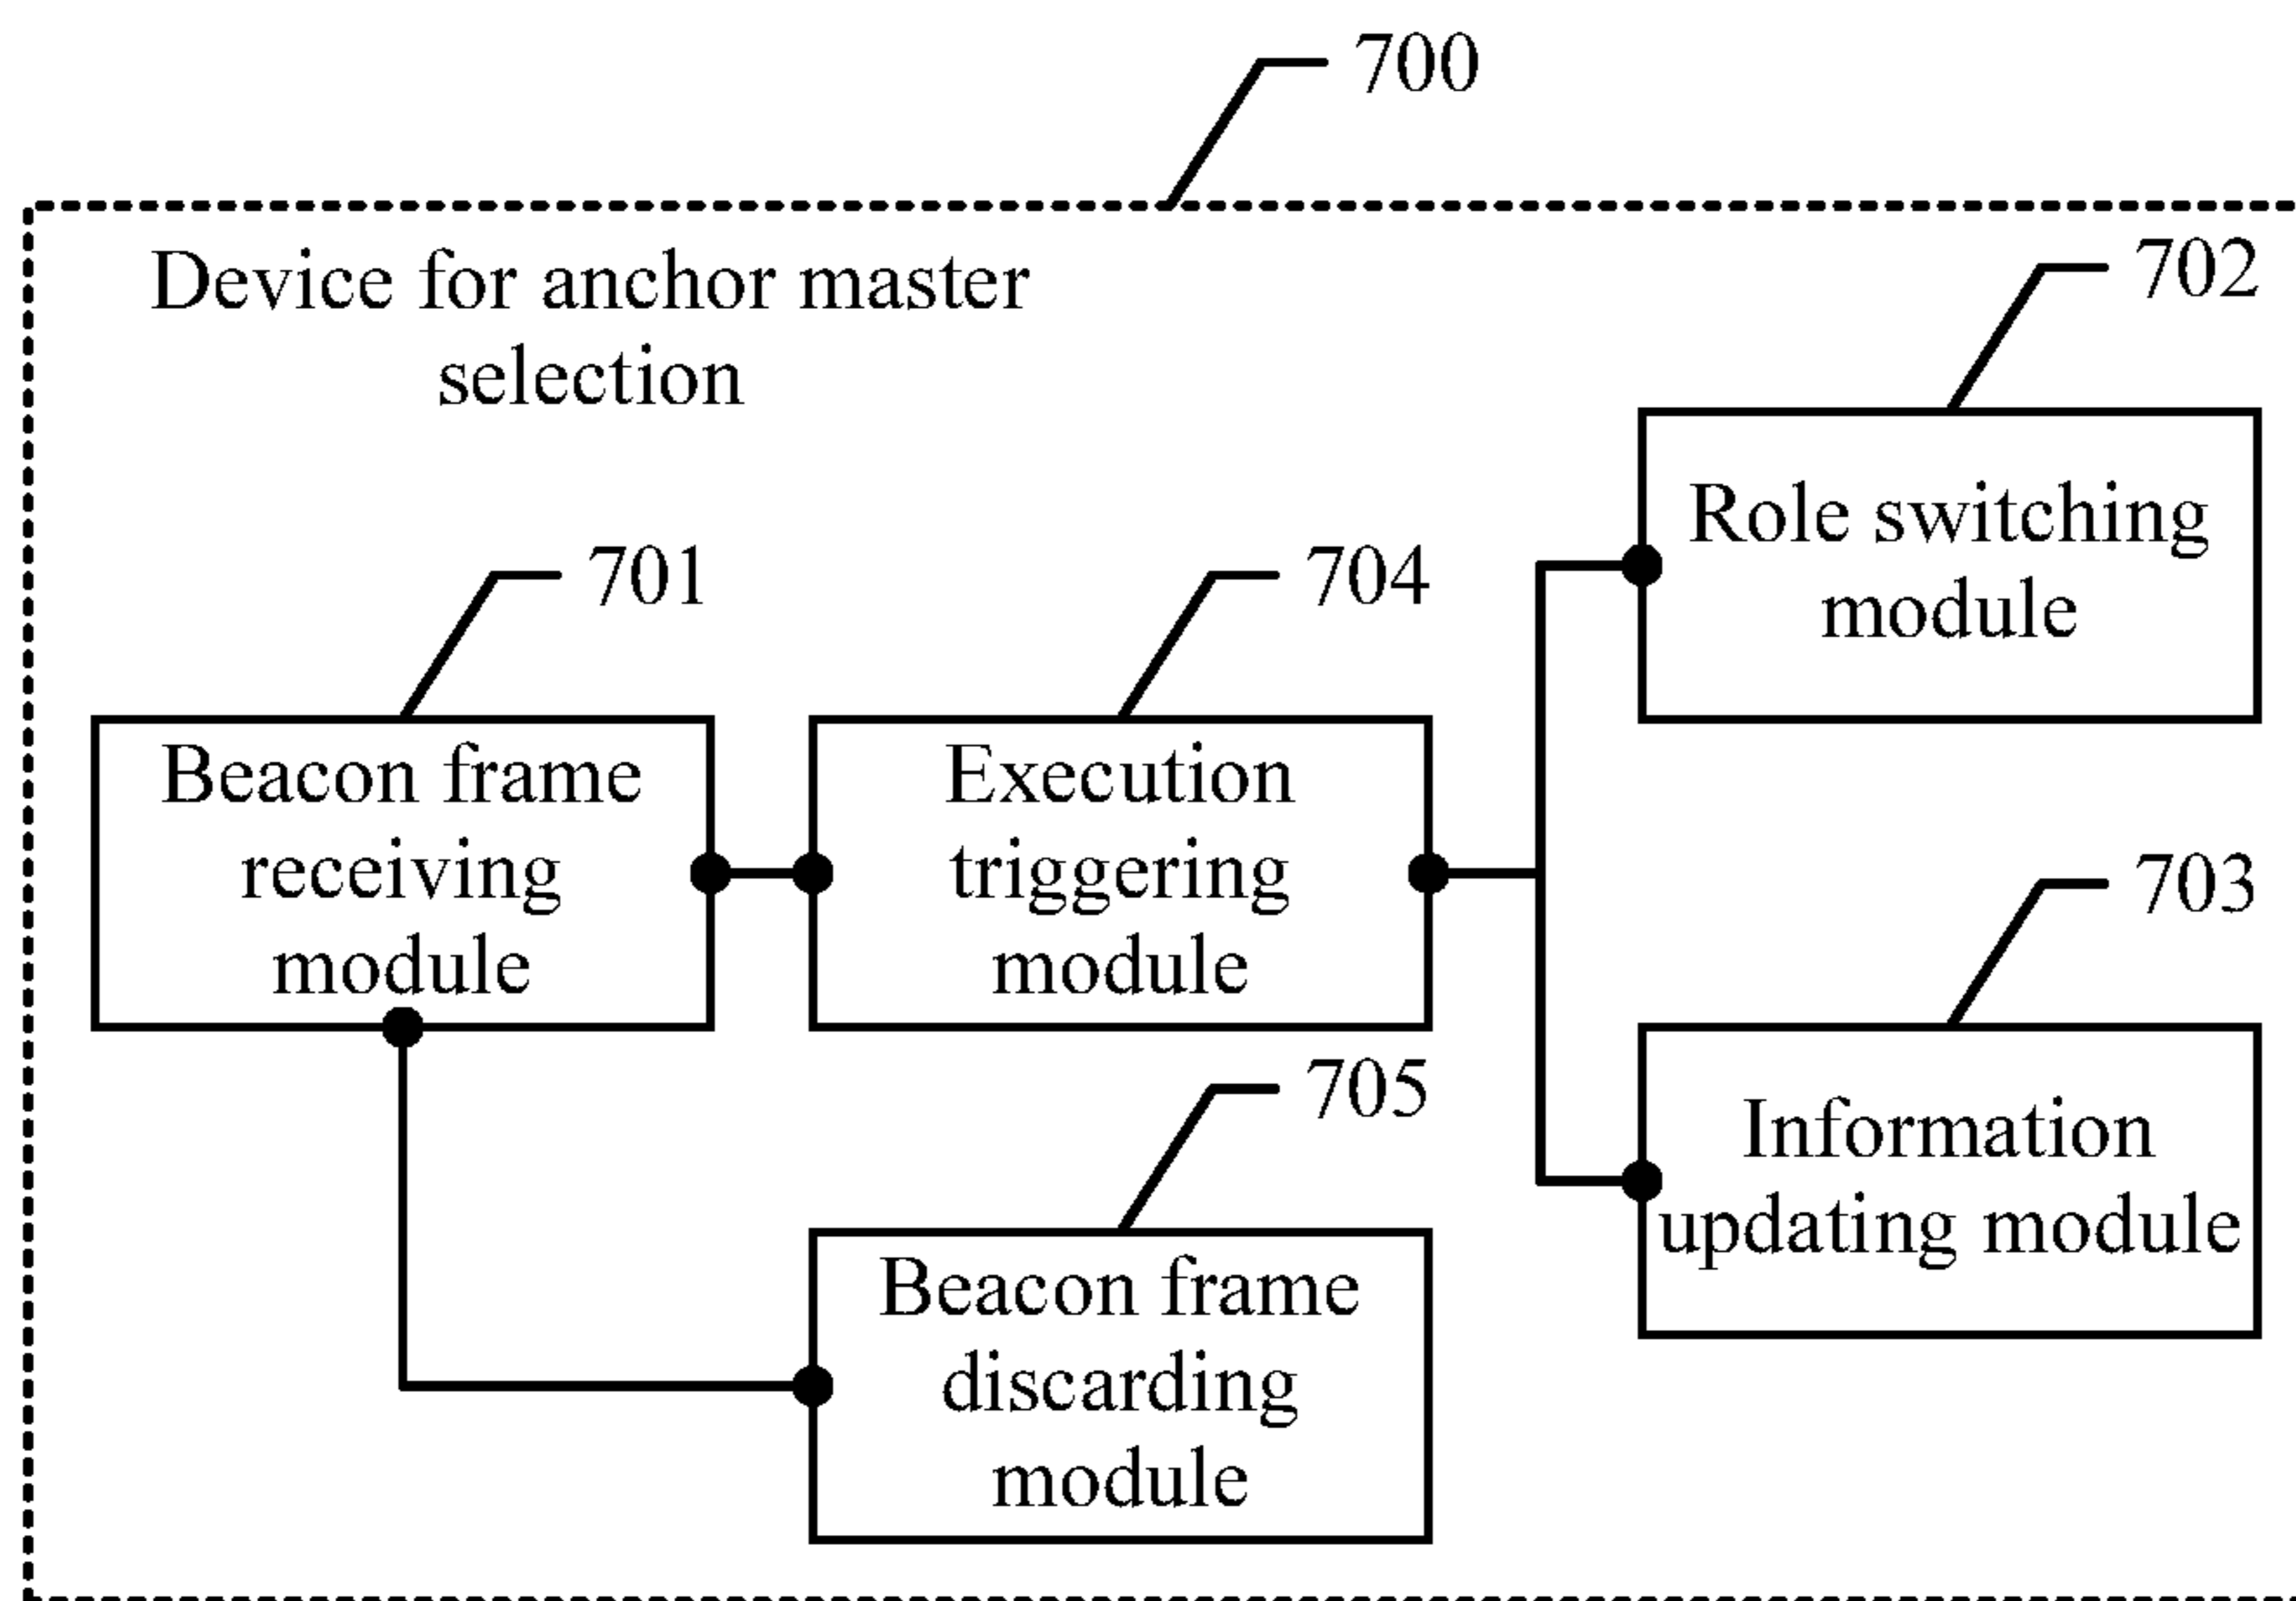 700
Device for anchor master
selection
702
Role switching
module
701
Beacon frame
receiving
module
704
Execution
triggering
module
703
Information
updating module
705
Beacon frame
discarding
module